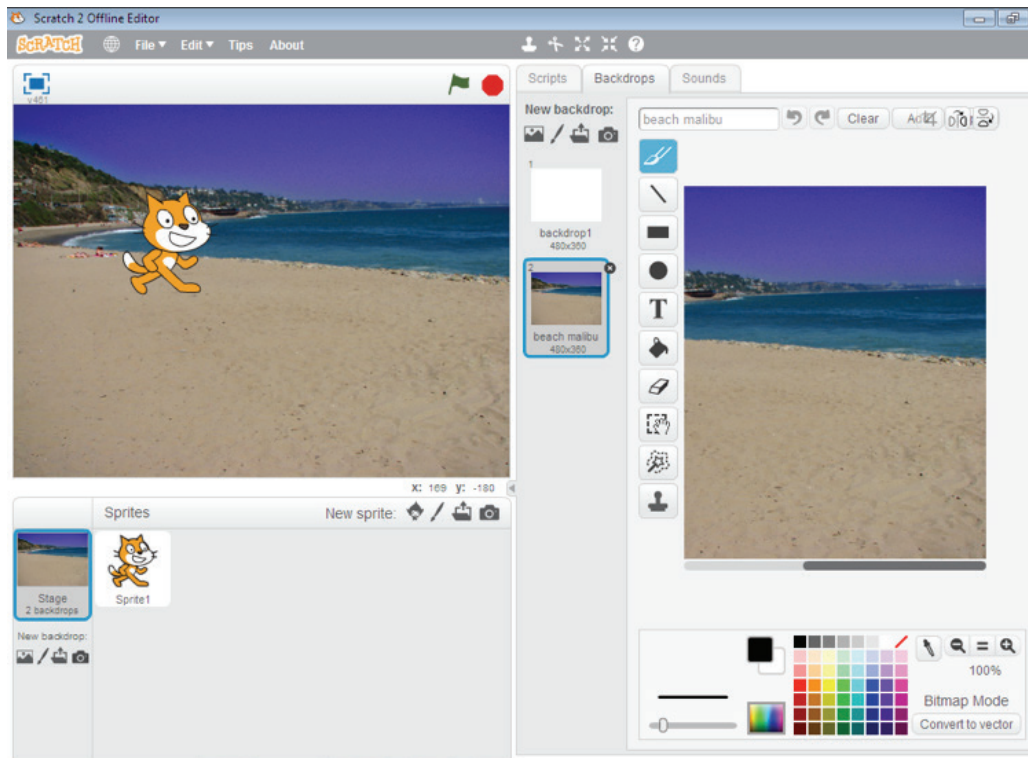 Scratch 2 Offline Editor
SCRATCH File Edit Tips About
v461
Scripts Backdrops Sounds
New backdrop:
1
backdrop1
480x360
2
beach malibu
480x360
beach malibu Clear
T
X: 169 y: -180
Sprites New sprite:
Stage
2 backdrops
Sprite1
New backdrop:
100%
Bitmap Mode
Convert to vector